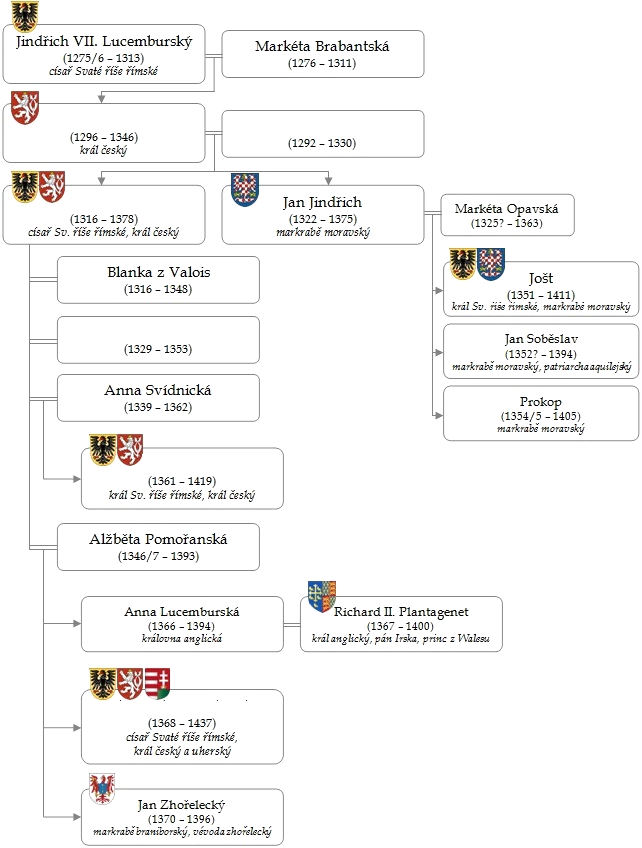 Jindřich VII. Lucemburský
(1275/6 – 1313)
císař Svaté říše římské
Markéta Brabantská
(1276 – 1311)
(1296 – 1346)
král český
(1292 – 1330)
(1316 – 1378)
císař Sv. říše římské, král český
Jan Jindřich
(1322 – 1375)
markrabě moravský
Markéta Opavská
(1325? – 1363)
Blanka z Valois
(1316 – 1348)
Jošt
(1351 – 1411)
král Sv. říše římské, markrabě moravský
(1329 – 1353)
Jan Soběslav
(1352? – 1394)
markrabě moravský, patriarcha aquilejský
Anna Svídnická
(1339 – 1362)
Prokop
(1354/5 – 1405)
markrabě moravský
(1361 – 1419)
král Sv. říše římské, král český
Alžběta Pomořanská
(1346/7 – 1393)
Anna Lucemburská
(1366 – 1394)
královna anglická
Richard II. Plantagenet
(1367 – 1400)
král anglický, pán Irska, princ z Walesu
(1368 – 1437)
císař Svaté říše římské,
král český a uherský
Jan Zhořelecký
(1370 – 1396)
markrabě braniborský, vévoda zhořelecký